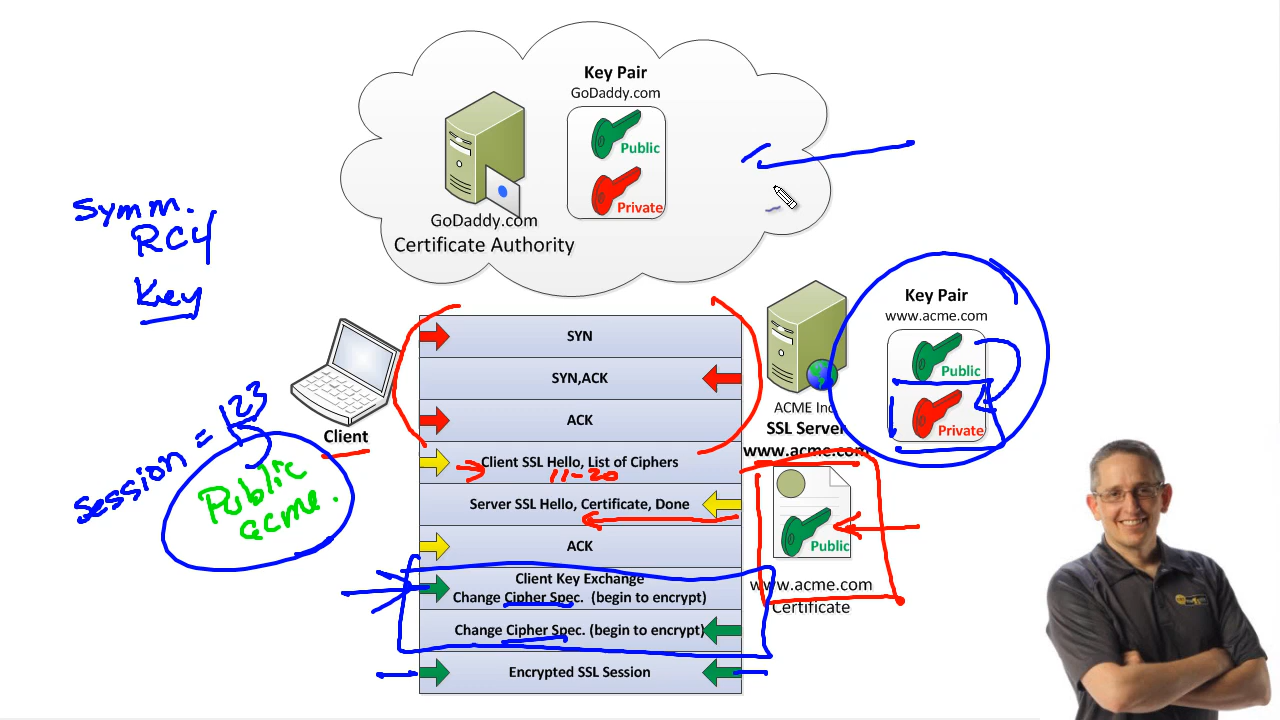 Key Pair
GoDaddy.com
Public
Private
GoDaddy.com
Certificate Authority
Symm.
RC4
Key
Key Pair
www.acme.com
Public
Private
SYN
SYN,ACK
ACK
Client
ACME Inc
SSL Server
www.acme.com
Session = 123
Public
acme.
Client SSL Hello, List of Ciphers
11-20
Server SSL Hello, Certificate, Done
ACK
Public
www.acme.com
Certificate
Client Key Exchange
Change Cipher Spec. (begin to encrypt)
Change Cipher Spec. (begin to encrypt)
Encrypted SSL Session